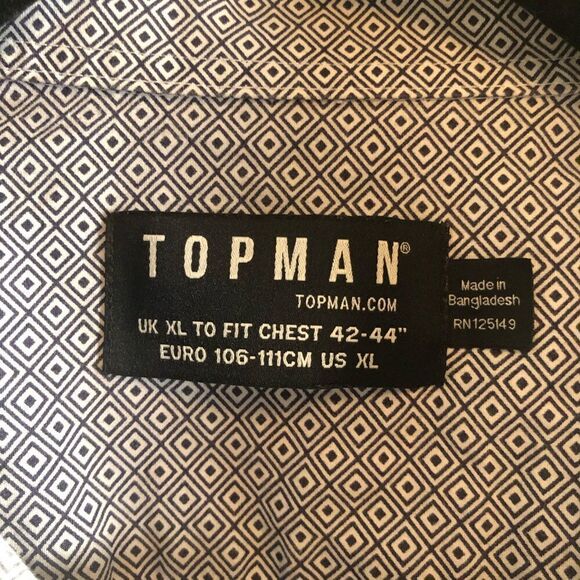 TOPMAN®
TOPMAN.COM
UK XL TO FIT CHEST 42-44"
EURO 106-111CM US XL
Made in
Bangladesh
RN125149